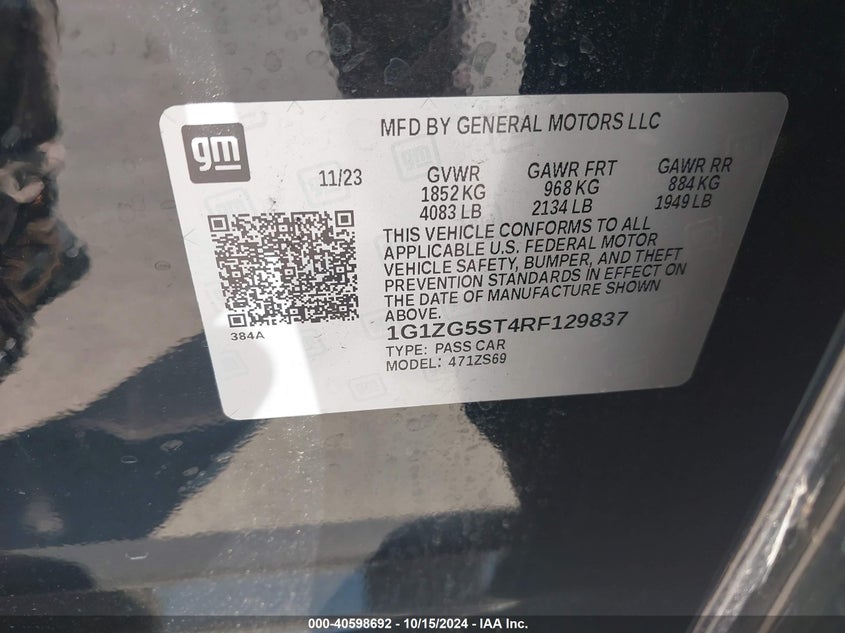 gm
MFD BY GENERAL MOTORS LLC
11/23
GVWR
1852 KG
4083 LB
GAWR FRT
968 KG
2134 LB
GAWR RR
884 KG
1949 LB
THIS VEHICLE CONFORMS TO ALL
APPLICABLE U.S. FEDERAL MOTOR
VEHICLE SAFETY, BUMPER, AND THEFT
PREVENTION STANDARDS IN EFFECT ON
THE DATE OF MANUFACTURE SHOWN
ABOVE.
384A
1G1ZG5ST4RF129837
TYPE: PASS CAR
MODEL: 471ZS69
000-40598692 - 10/15/2024 - IAA Inc.